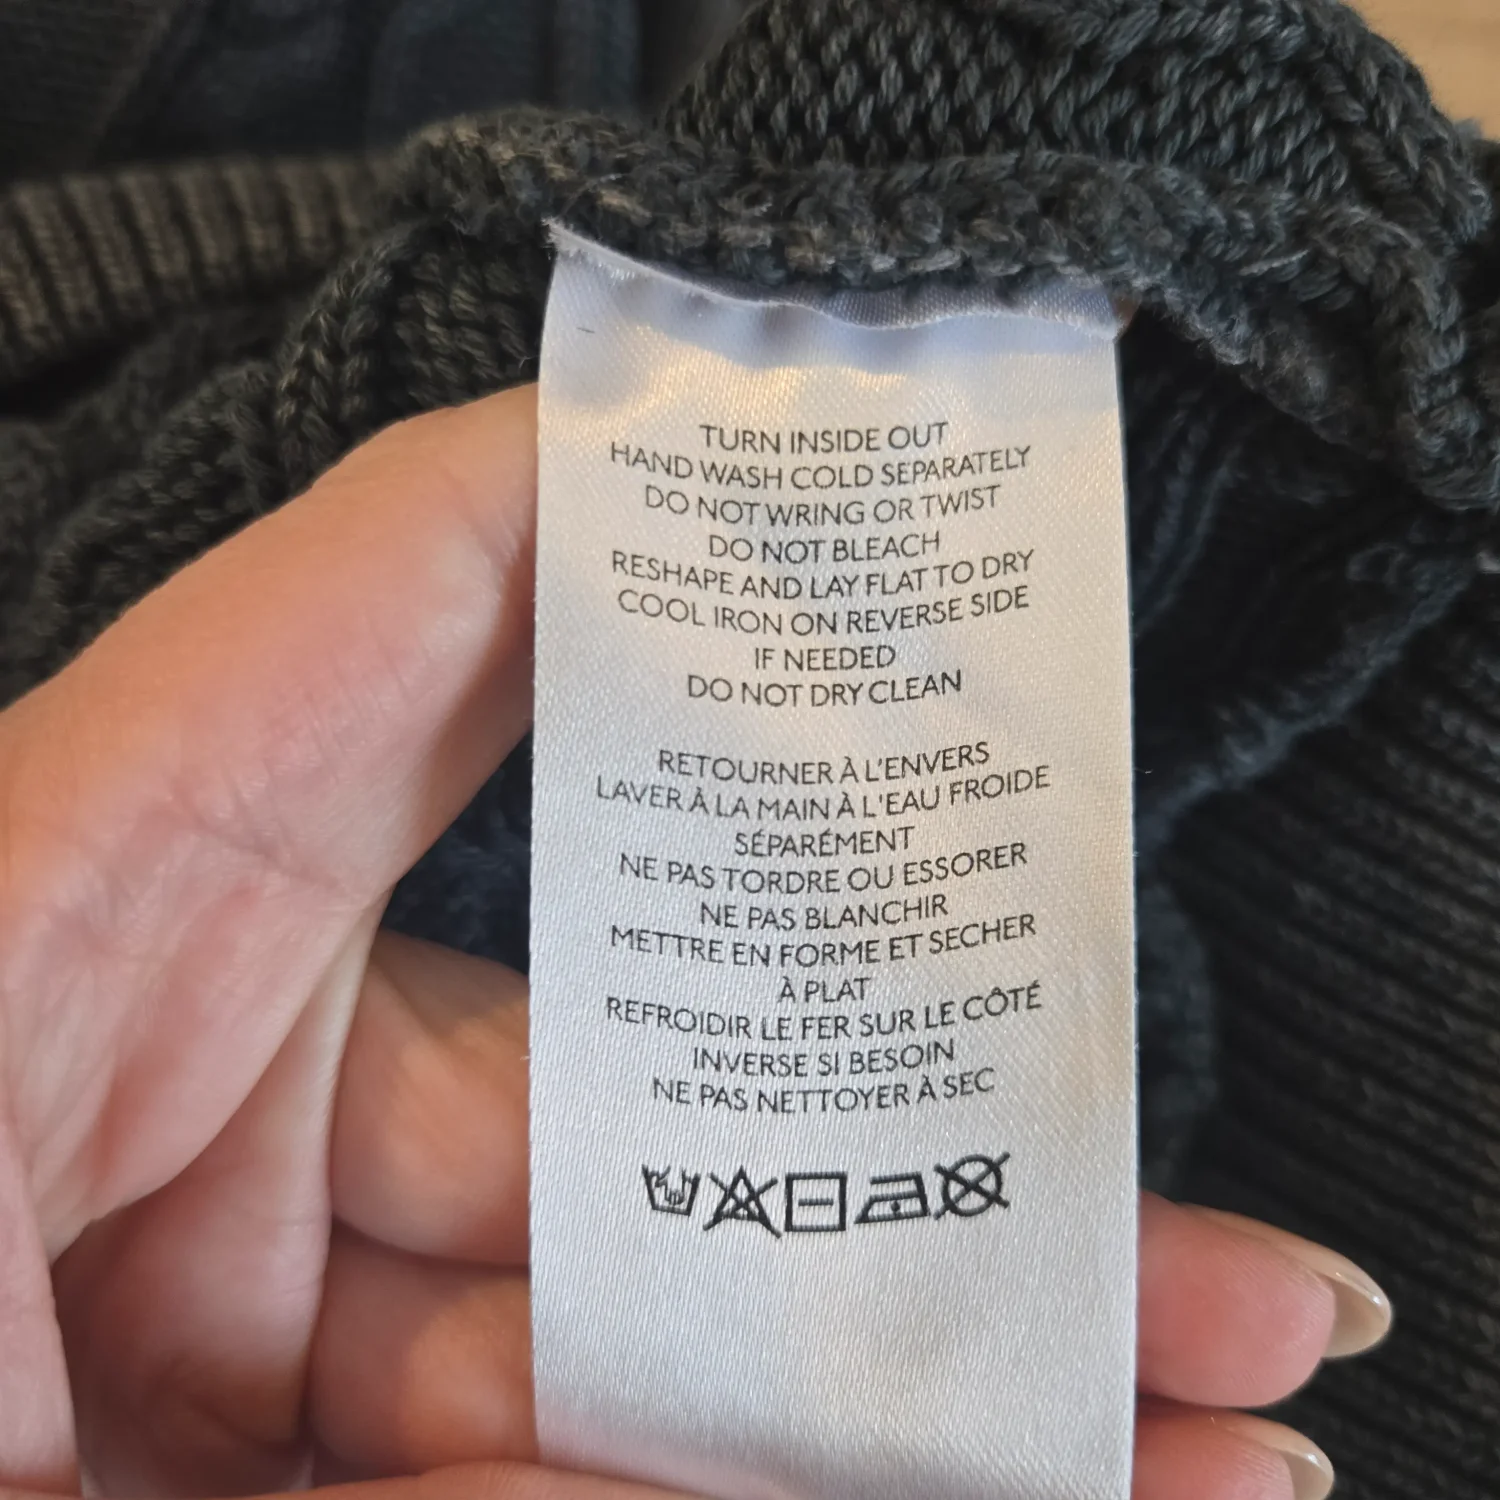 TURN INSIDE OUT
HAND WASH COLD SEPARATELY
DO NOT WRING OR TWIST
DO NOT BLEACH
RESHAPE AND LAY FLAT TO DRY
COOL IRON ON REVERSE SIDE
IF NEEDED
DO NOT DRY CLEAN
RETOURNER À L'ENVERS
LAVER À LA MAIN À L'EAU FROIDE
SÉPARÉMENT
NE PAS TORDRE OU ESSORER
NE PAS BLANCHIR
METTRE EN FORME ET SECHER
À PLAT
REFROIDIR LE FER SUR LE CÔTÉ
INVERSE SI BESOIN
NE PAS NETTOYER À SEC